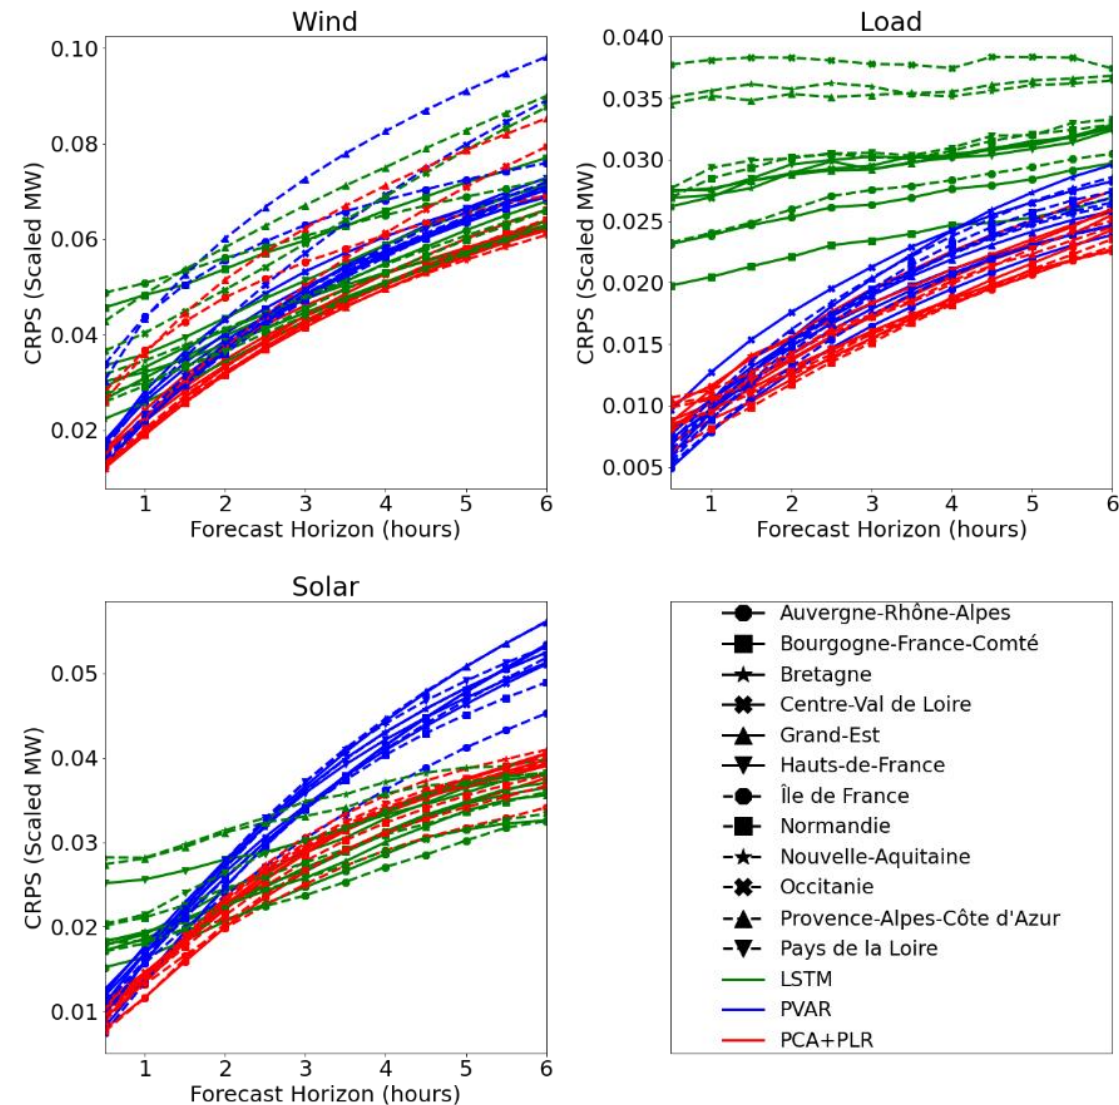 Wind
CRPS (Scaled MW)
0.10
0.08
0.06
0.04
0.02
1 2 3 4 5 6
Forecast Horizon (hours)
Load
CRPS (Scaled MW)
0.040
0.035
0.030
0.025
0.020
0.015
0.010
0.005
1 2 3 4 5 6
Forecast Horizon (hours)
Solar
CRPS (Scaled MW)
0.05
0.04
0.03
0.02
0.01
1 2 3 4 5 6
Forecast Horizon (hours)
Auvergne-Rhône-Alpes
Bourgogne-France-Comté
Bretagne
Centre-Val de Loire
Grand-Est
Hauts-de-France
Île de France
Normandie
Nouvelle-Aquitaine
Occitanie
Provence-Alpes-Côte d'Azur
Pays de la Loire
LSTM
PVAR
PCA+PLR